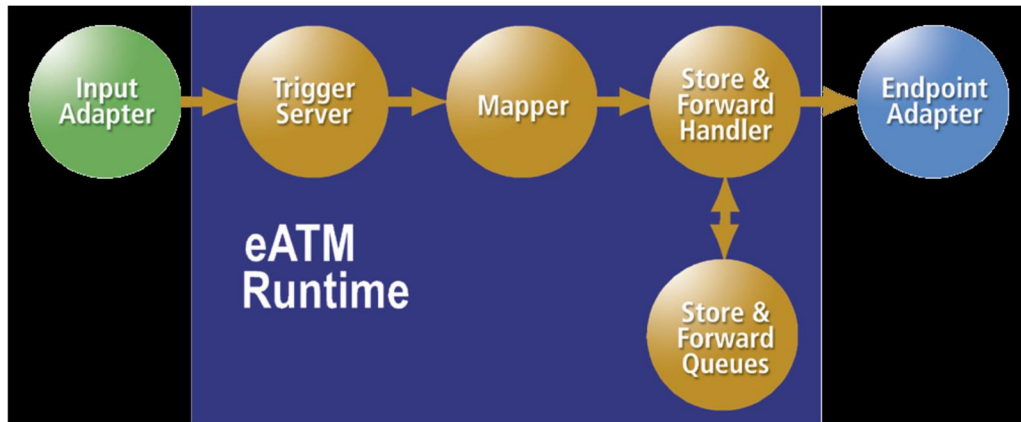 Input
Adapter
Trigger
Server
Mapper
Store &
Forward
Handler
Endpoint
Adapter
eATM
Runtime
Store &
Forward
Queues